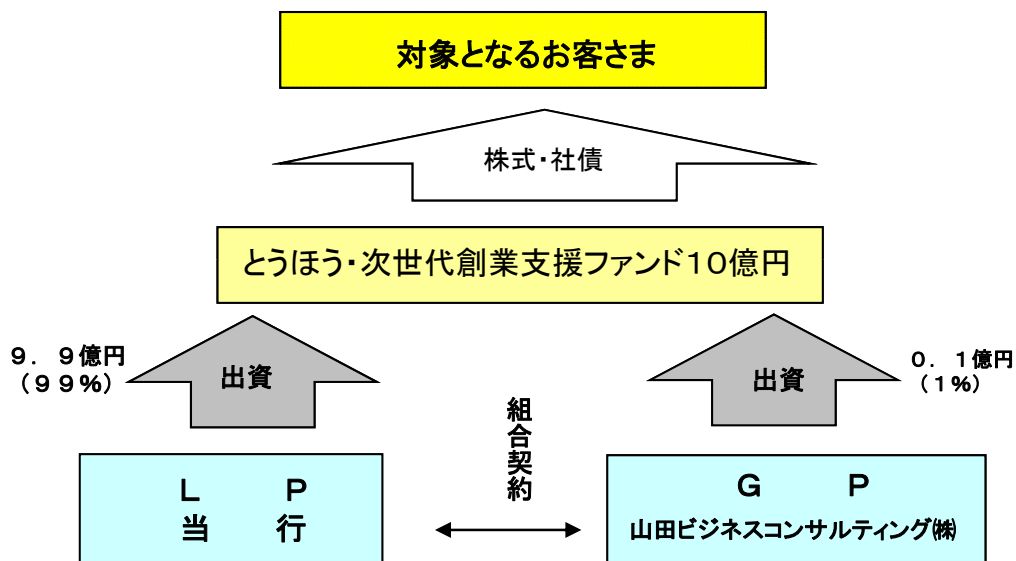 対象となるお客さま
株式・社債
とうほう・次世代創業支援ファンド１０億円
９．９億円
（９９％）
出資
出資
０．１億円
（１％）
組合契約
Ｌ　Ｐ
当　行
Ｇ　Ｐ
山田ビジネスコンサルティング㈱